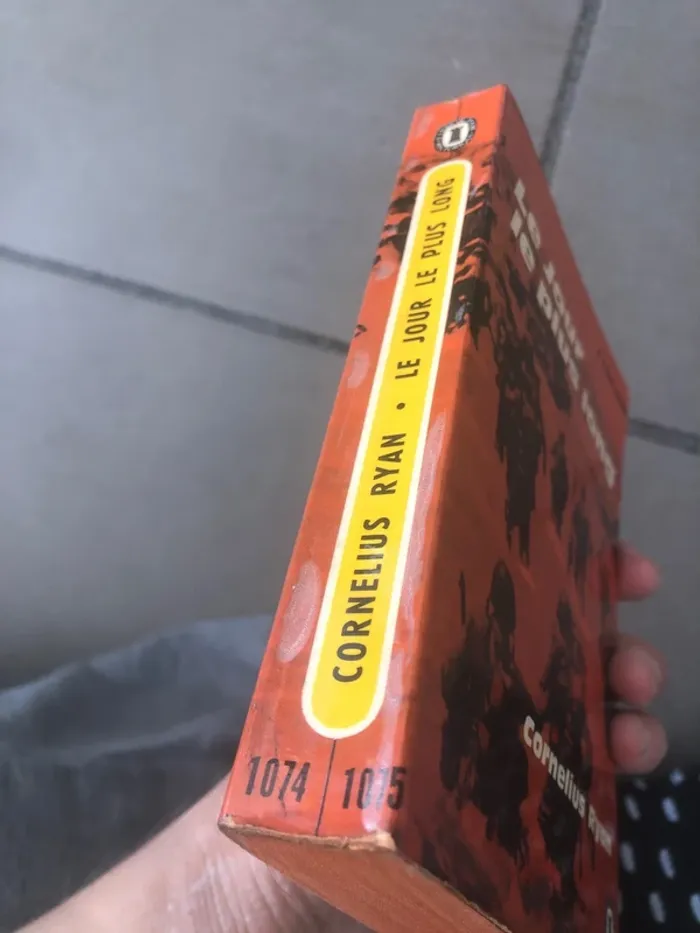 CORNELIUS RYAN • LE JOUR LE PLUS LONG
1074 1075
Le jour
le plus long
Cornelius Ryan